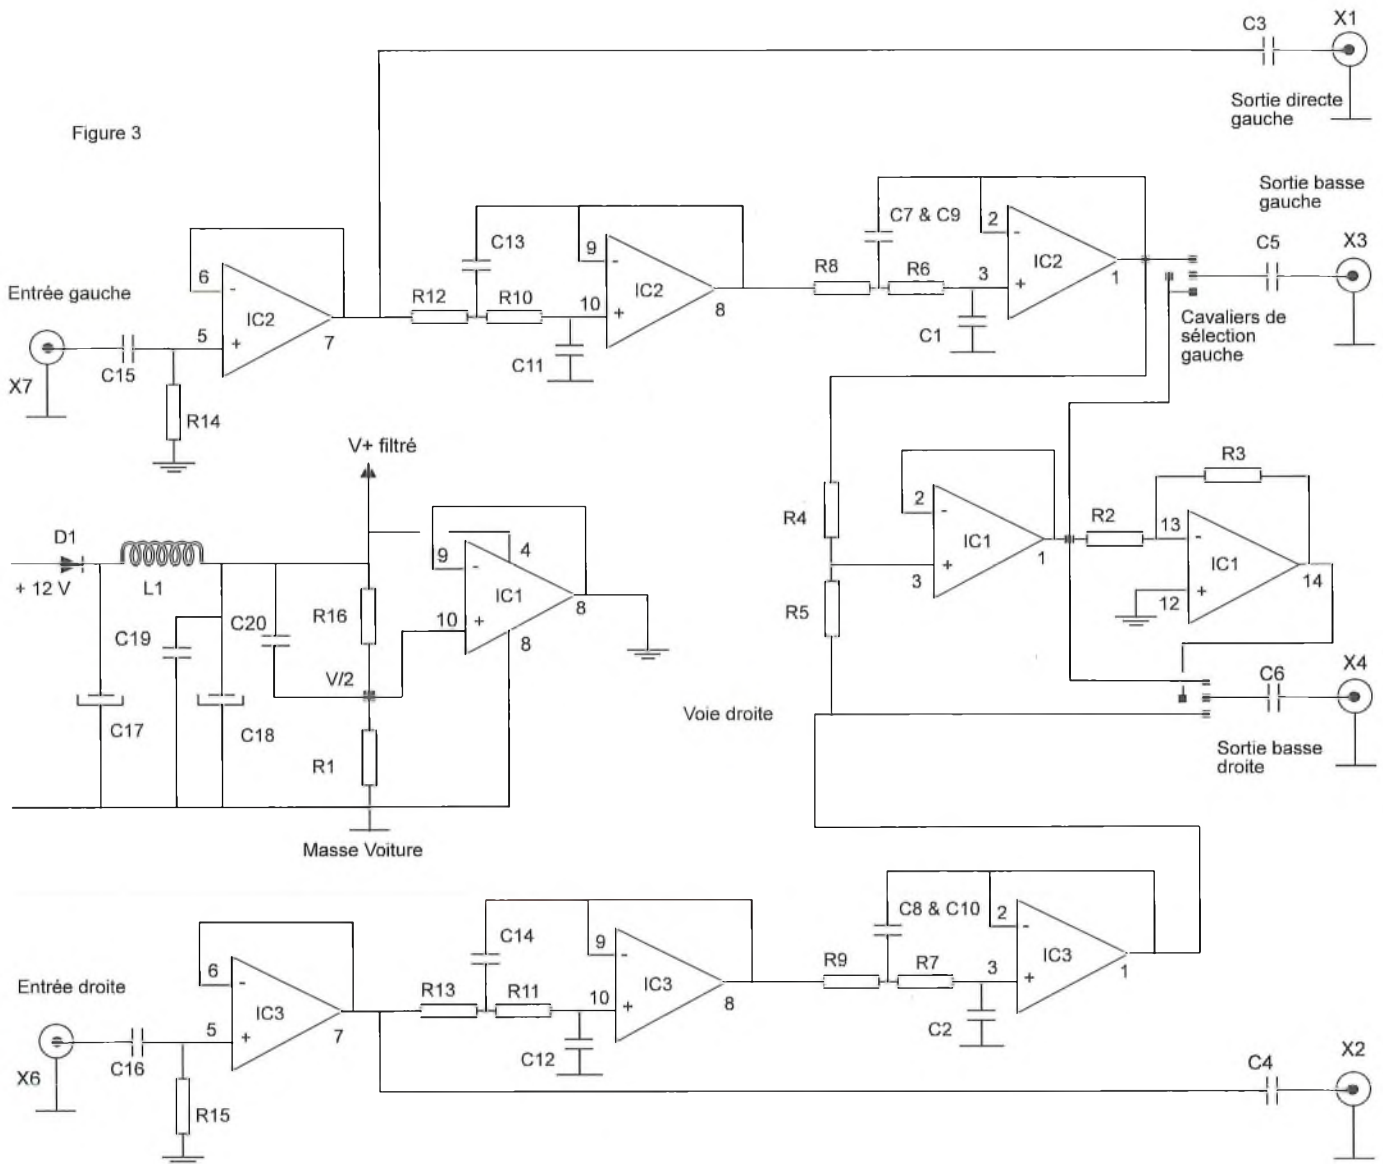 C3
X1
Sortie directe
gauche
Figure 3
Sortie basse
gauche
C7 & C9
2
-
C13
9
-
R8
R6
3
+
IC2
1
C5
X3
6
-
Entrée gauche
R12
R10
10
+
IC2
8
IC2
5
+
7
C1
Cavaliers de
sélection
gauche
C15
X7
C11
R14
V+ filtré
R3
2
-
R4
R2
13
-
D1
4
9
-
IC1
1
IC1
14
+ 12 V
L1
+
3
12
+
R16
IC1
8
R5
C19
C20
10
+
8
V/2
X4
C6
C17
C18
Voie droite
R1
Sortie basse
droite
Masse Voiture
C8 & C10
2
-
C14
9
-
R9
R7
3
+
IC3
1
6
-
Entrée droite
R13
R11
10
+
IC3
8
IC3
5
+
7
C2
C12
C16
X6
C4
X2
R15